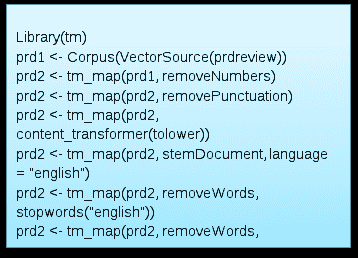 Library(tm)
prd1 <- Corpus(VectorSource(prdreview))
prd2 <- tm_map(prd1, removeNumbers)
prd2 <- tm_map(prd2, removePunctuation)
prd2 <- tm_map(prd2,
content_transformer(tolower))
prd2 <- tm_map(prd2, stemDocument,language
= "english")
prd2 <- tm_map(prd2, removeWords,
stopwords("english"))
prd2 <- tm_map(prd2, removeWords,